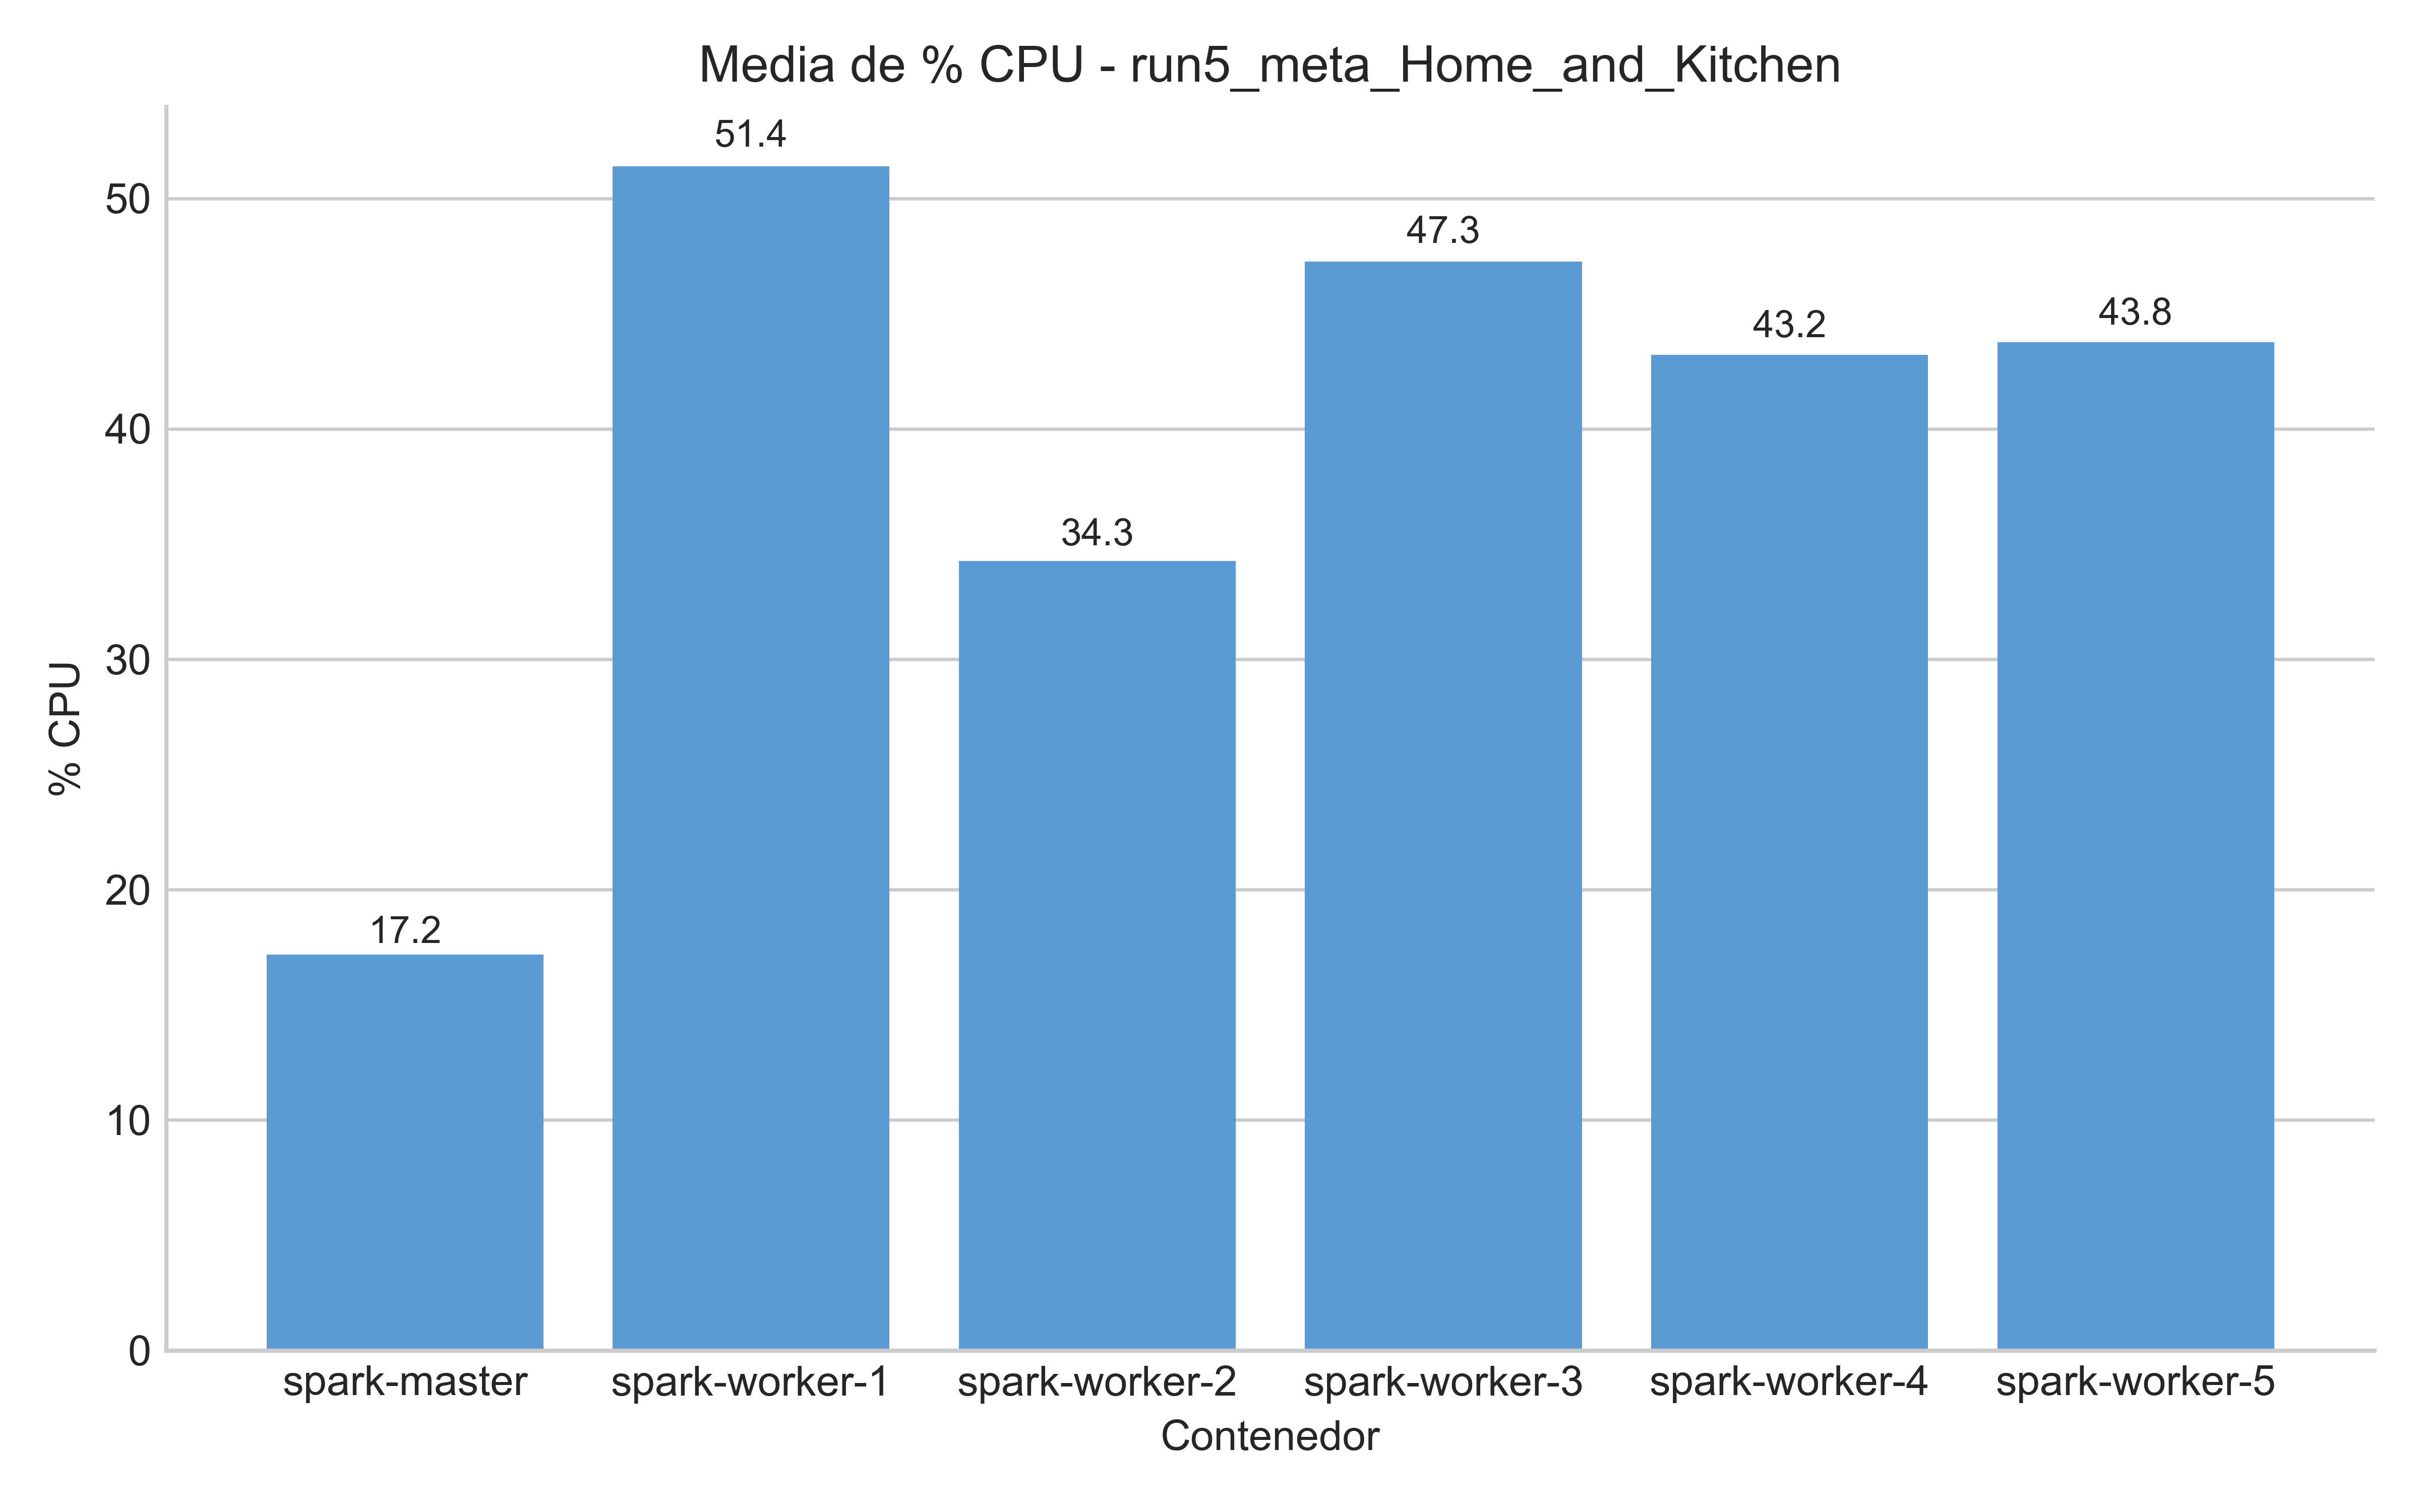 Media de % CPU - run5_meta_Home_and_Kitchen
% CPU
50
40
30
20
10
0
17.2
51.4
34.3
47.3
43.2
43.8
spark-master
spark-worker-1
spark-worker-2
spark-worker-3
spark-worker-4
spark-worker-5
Contenedor